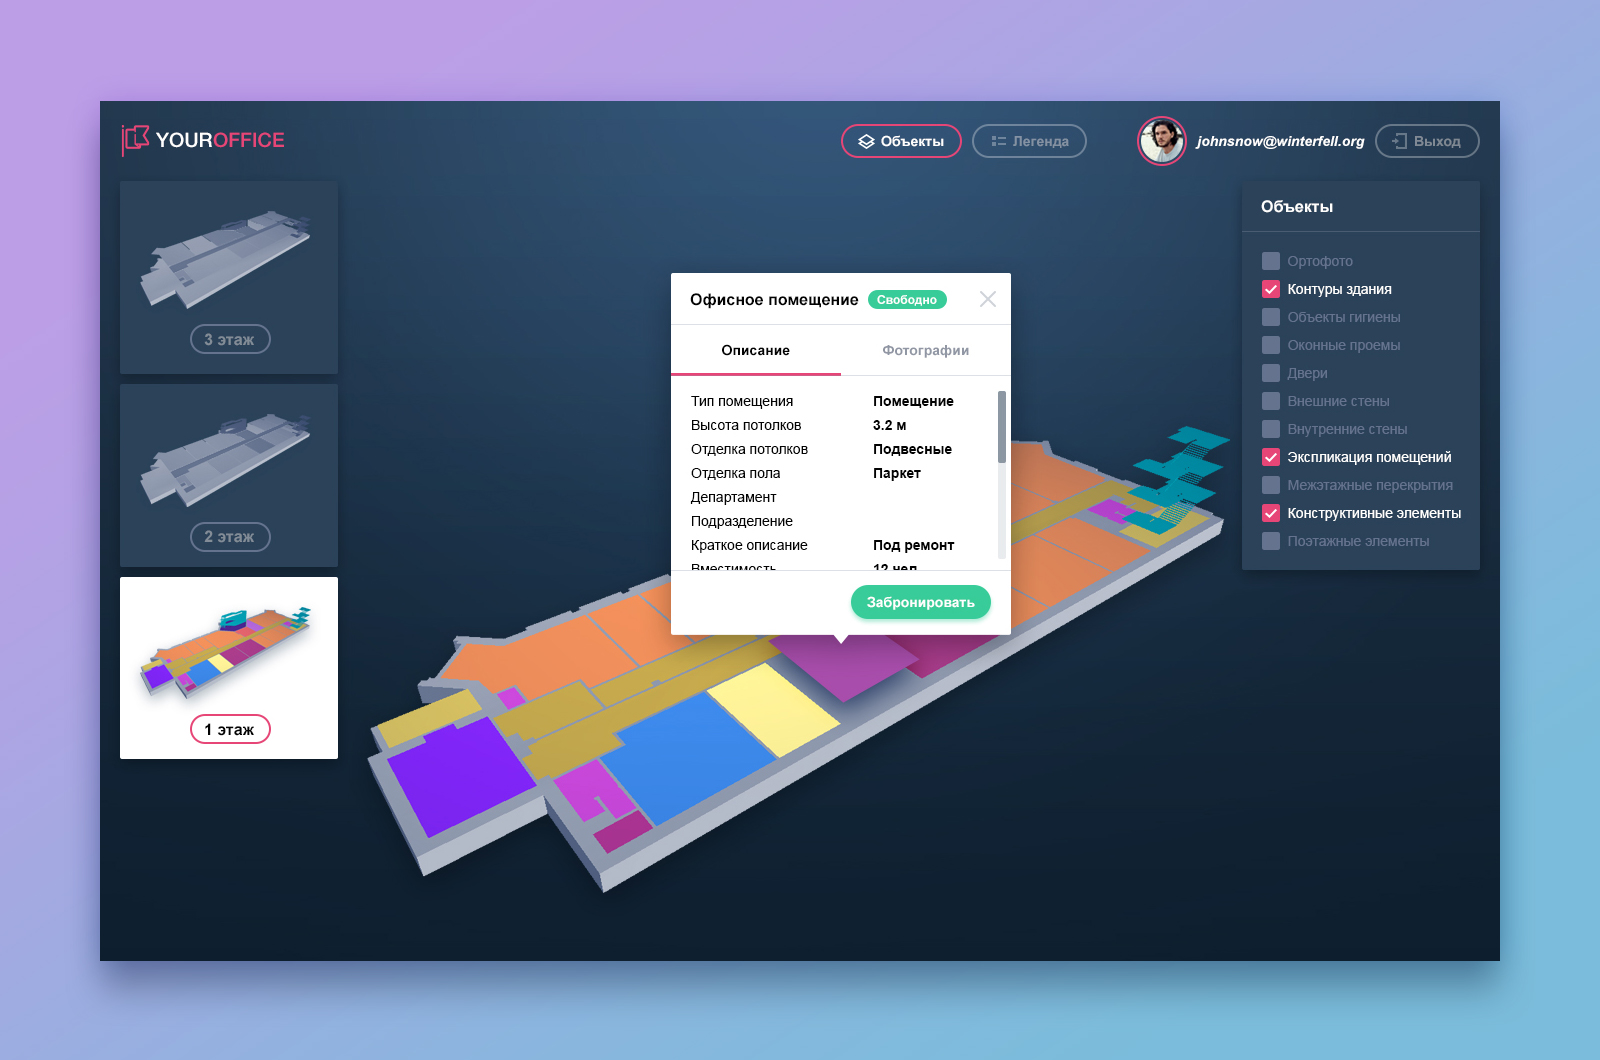 YOUROFFICE
Объекты
Легенда
johnsnow@winterfell.org
Выход
3 этаж
2 этаж
1 этаж
Офисное помещение
Свободно
Описание
Фотографии
Тип помещения Помещение
Высота потолков 3.2 м
Отделка потолков Подвесные
Отделка пола Паркет
Департамент
Подразделение
Краткое описание Под ремонт
Вместимость 12 чел
Забронировать
Объекты
Ортофото
Контуры здания
Объекты гигиены
Оконные проемы
Двери
Внешние стены
Внутренние стены
Экспликация помещений
Межэтажные перекрытия
Конструктивные элементы
Поэтажные элементы